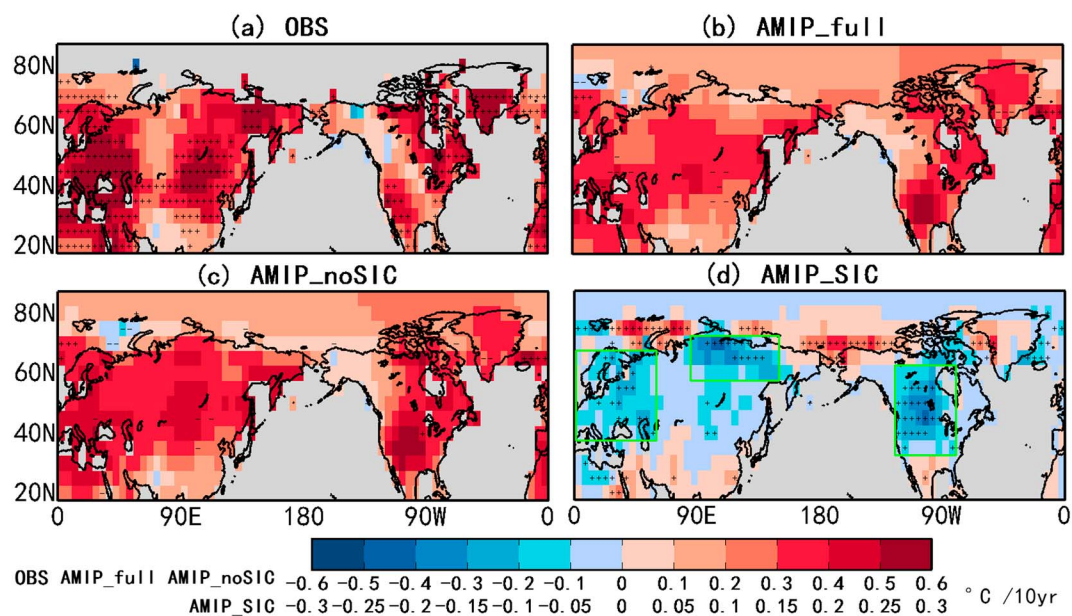 (a) OBS (b) AMIP_full
80N
60N
40N
20N
(c) AMIP_noSIC (d) AMIP_SIC
80N
60N
40N
20N
0 90E 180 90W 0 0 90E 180 90W 0
OBS AMIP_full AMIP_noSIC -0.6 -0.5 -0.4 -0.3 -0.2 -0.1 0 0.1 0.2 0.3 0.4 0.5 0.6
AMIP_SIC -0.3 -0.25 -0.2 -0.15 -0.1 -0.05 0 0.05 0.1 0.15 0.2 0.25 0.3
°C /10yr